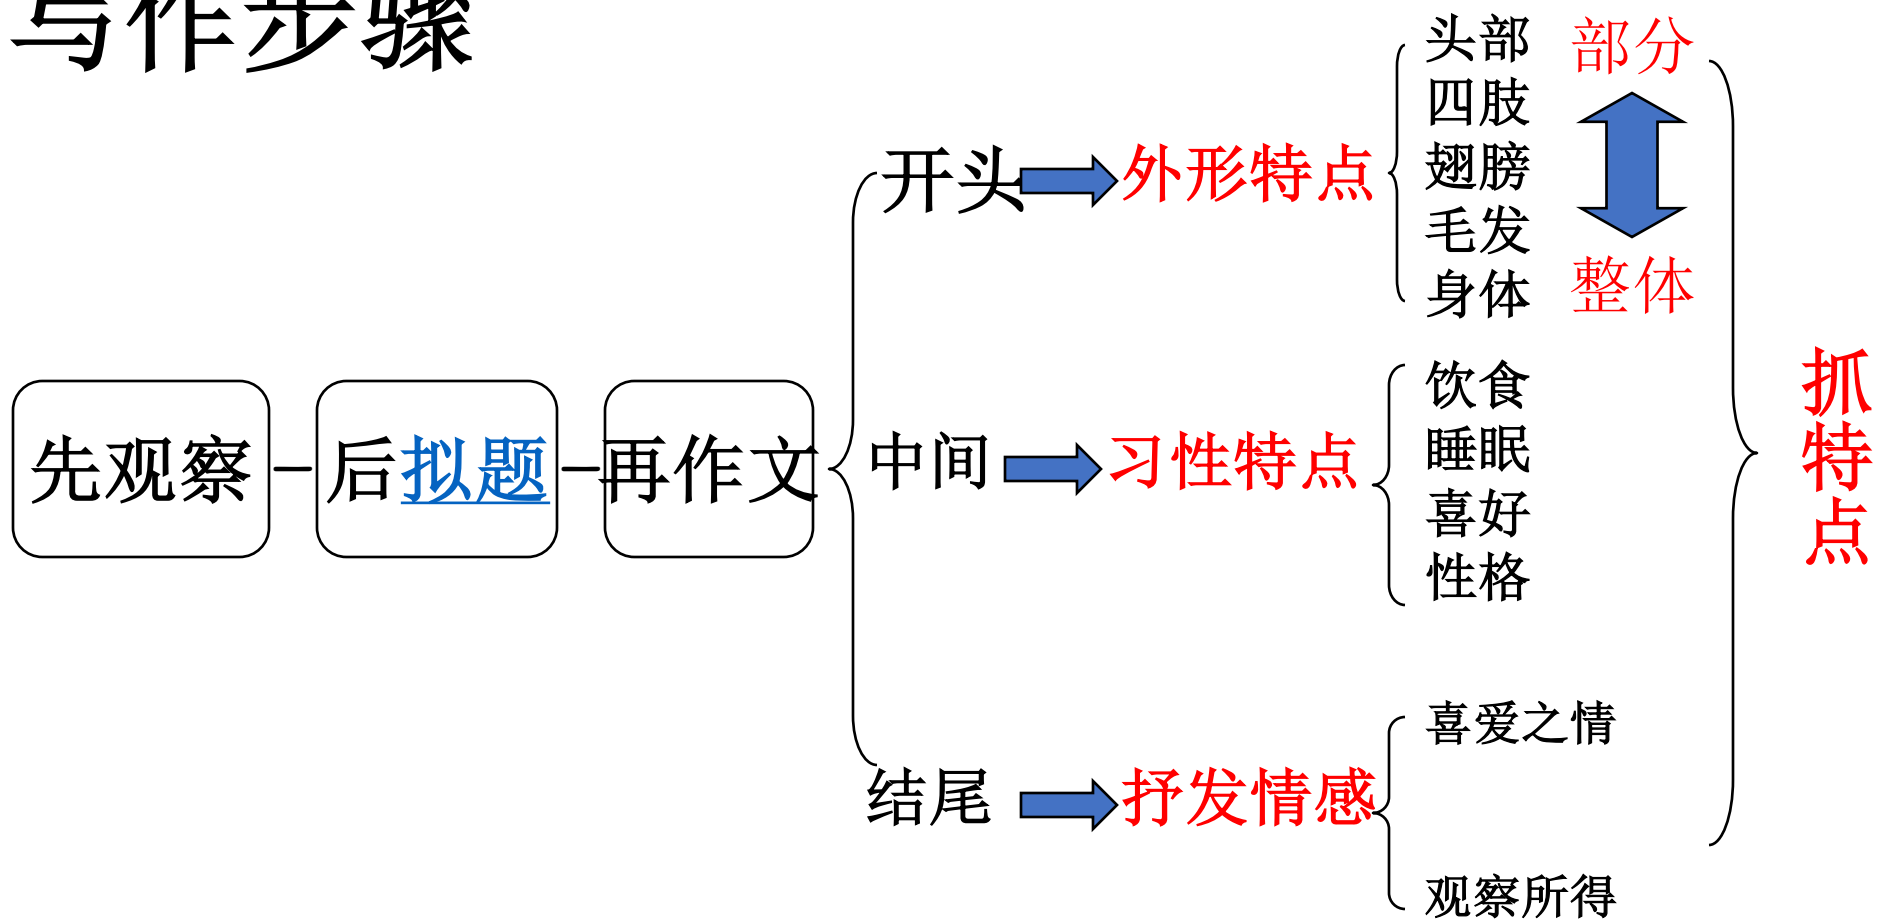 写作步骤
先观察
后拟题
再作文
开头
外形特点
头部
四肢
翅膀
毛发
身体
部分
整体
中间
习性特点
饮食
睡眠
喜好
性格
结尾
抒发情感
喜爱之情
观察所得
抓特点